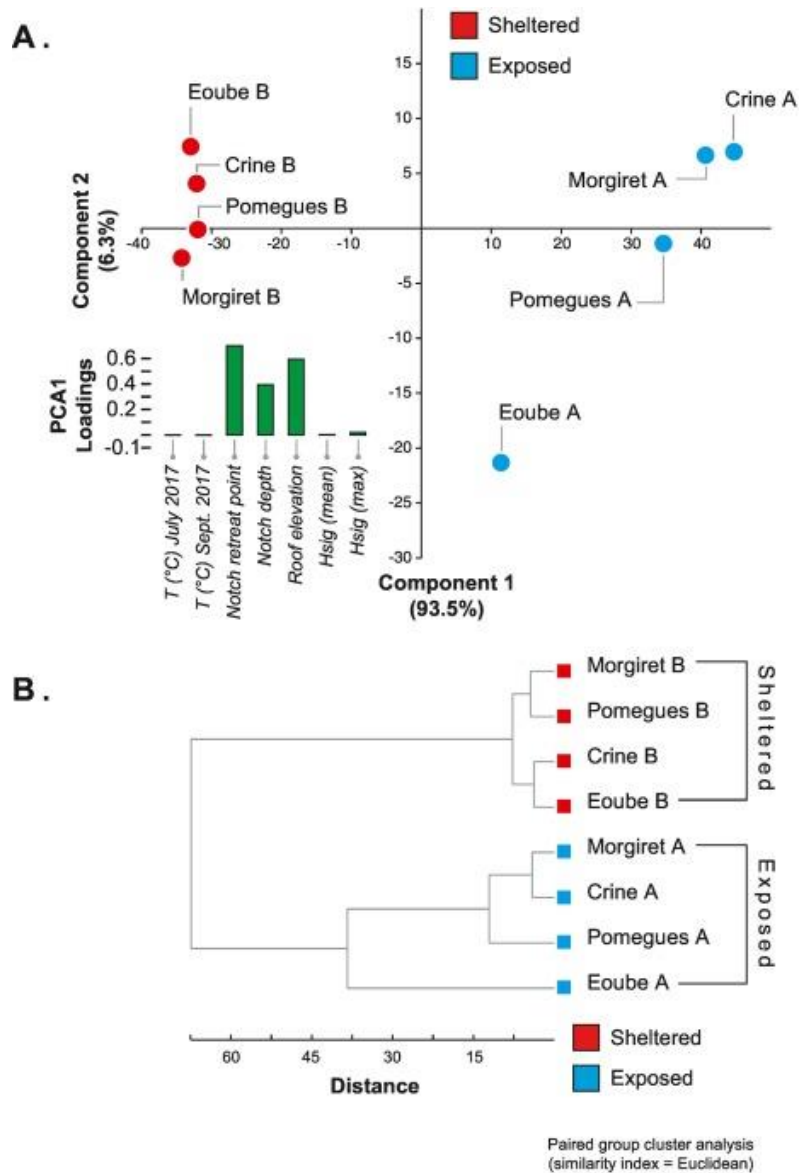 A.
Sheltered
Exposed
15
10
5
-5
-10
-15
-20
-25
-30
-40
-30
-20
-10
10
20
30
40
Eoube B
Crine B
Pomegues B
Morgiret B
Crine A
Morgiret A
Pomegues A
Eoube A
Component 2
(6.3%)
Component 1
(93.5%)
PCA1
Loadings
0.6
0.4
0.2
-0.1
T (°C) July 2017
T (°C) Sept. 2017
Notch retreat point
Notch depth
Roof elevation
Hsig (mean)
Hsig (max)
B.
Morgiret B
Pomegues B
Crine B
Eoube B
Morgiret A
Crine A
Pomegues A
Eoube A
Sheltered
Exposed
60
45
30
15
Distance
Sheltered
Exposed
Paired group cluster analysis
(similarity index = Euclidean)